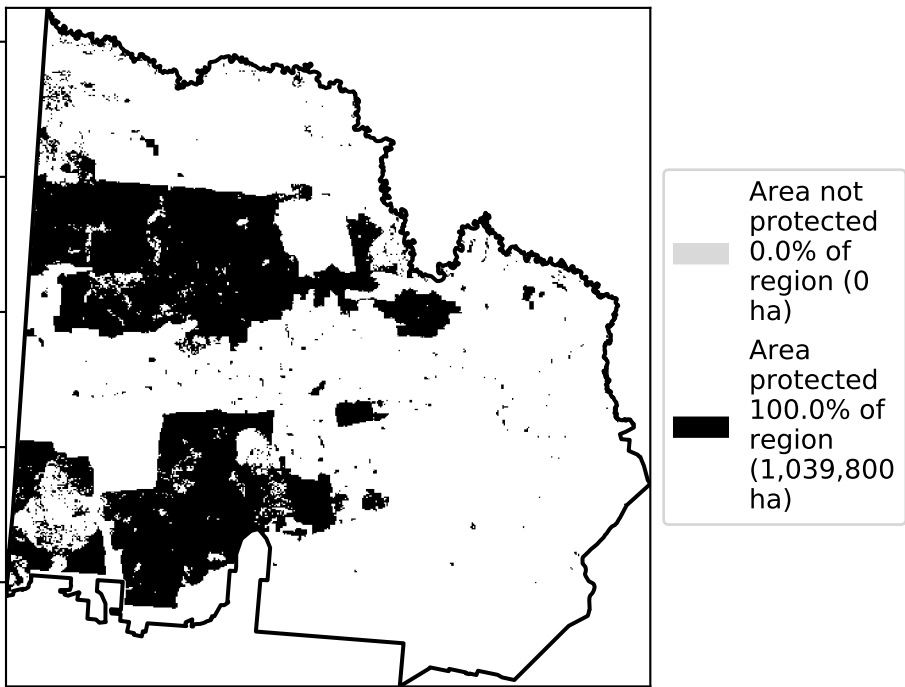 Area not
protected
0.0% of
region (0
ha)
Area
protected
100.0% of
region
(1,039,800
ha)